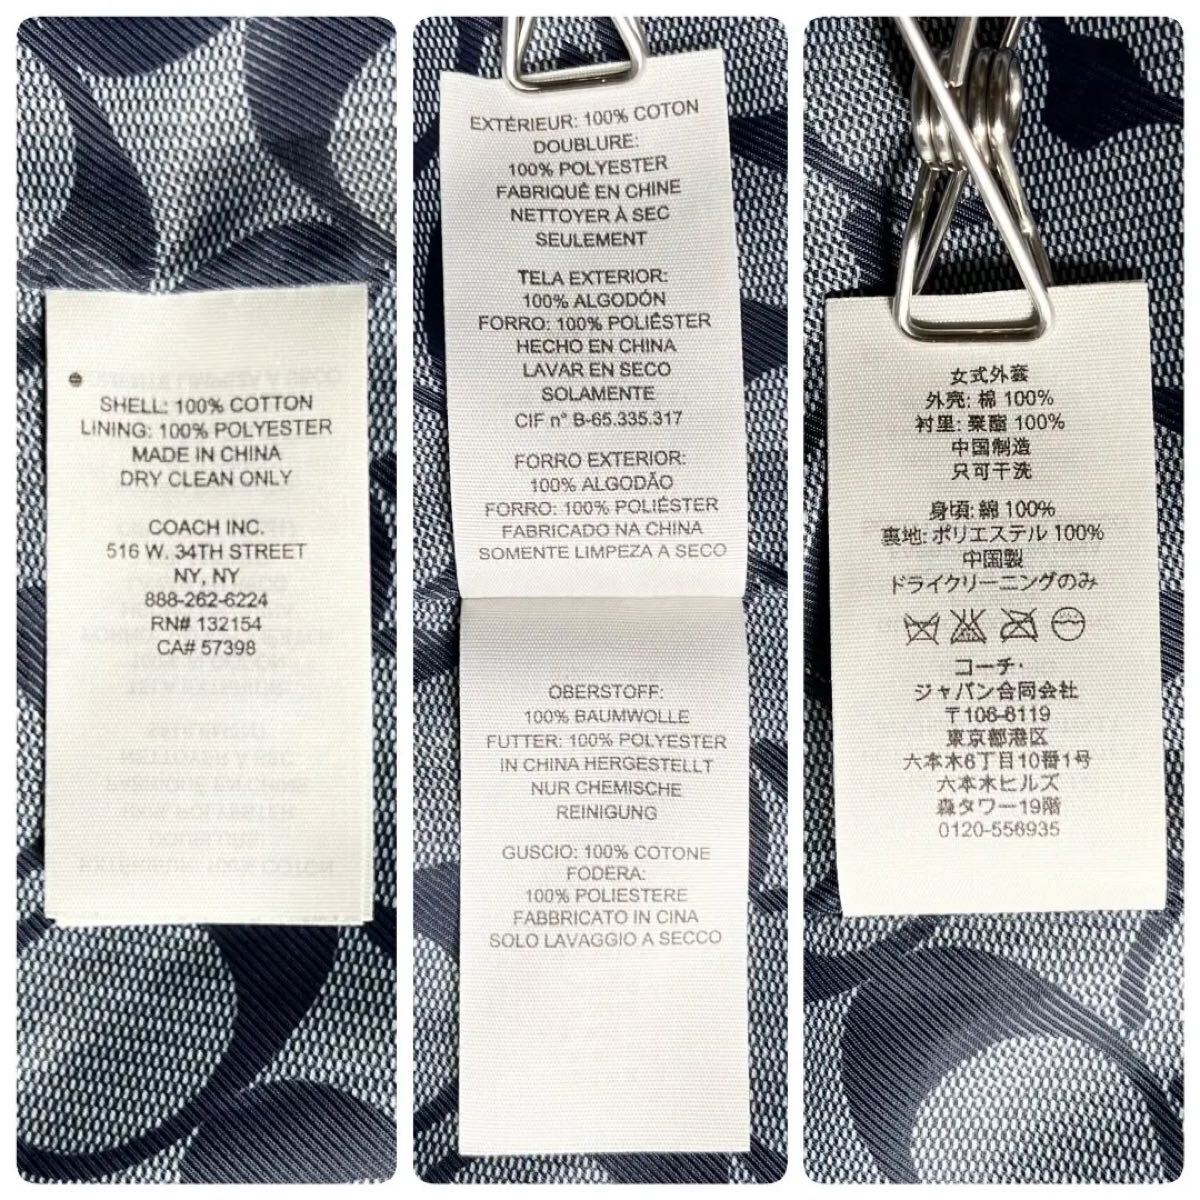 SHELL: 100% COTTON
LINING: 100% POLYESTER
MADE IN CHINA
DRY CLEAN ONLY
COACH INC.
516 W. 34TH STREET
NY, NY
888-262-6224
RN# 132154
CA# 57398
EXTÉRIEUR: 100% COTON
DOUBLURE:
100% POLYESTER
FABRIQUÉ EN CHINE
NETTOYER À SEC
SEULEMENT
TELA EXTERIOR:
100% ALGODÓN
FORRO: 100% POLIÉSTER
HECHO EN CHINA
LAVAR EN SECO
SOLAMENTE
CIF n° B-65.335.317
FORRO EXTERIOR:
100% ALGODÃO
FORRO: 100% POLIÉSTER
FABRICADO NA CHINA
SOMENTE LIMPEZA A SECO
OBERSTOFF:
100% BAUMWOLLE
FUTTER: 100% POLYESTER
IN CHINA HERGESTELLT
NUR CHEMISCHE
REINIGUNG
GUSCIO: 100% COTONE
FODERA:
100% POLIESTERE
FABBRICATO IN CINA
SOLO LAVAGGIO A SECCO
女式外套
外壳: 棉 100%
衬里: 聚酯 100%
中国制造
只可干洗
身頃: 綿 100%
裏地: ポリエステル 100%
中国製
ドライクリーニングのみ
コーチ・
ジャパン合同会社
〒106-6119
東京都港区
六本木6丁目10番1号
六本木ヒルズ
森タワー19階
0120-556935